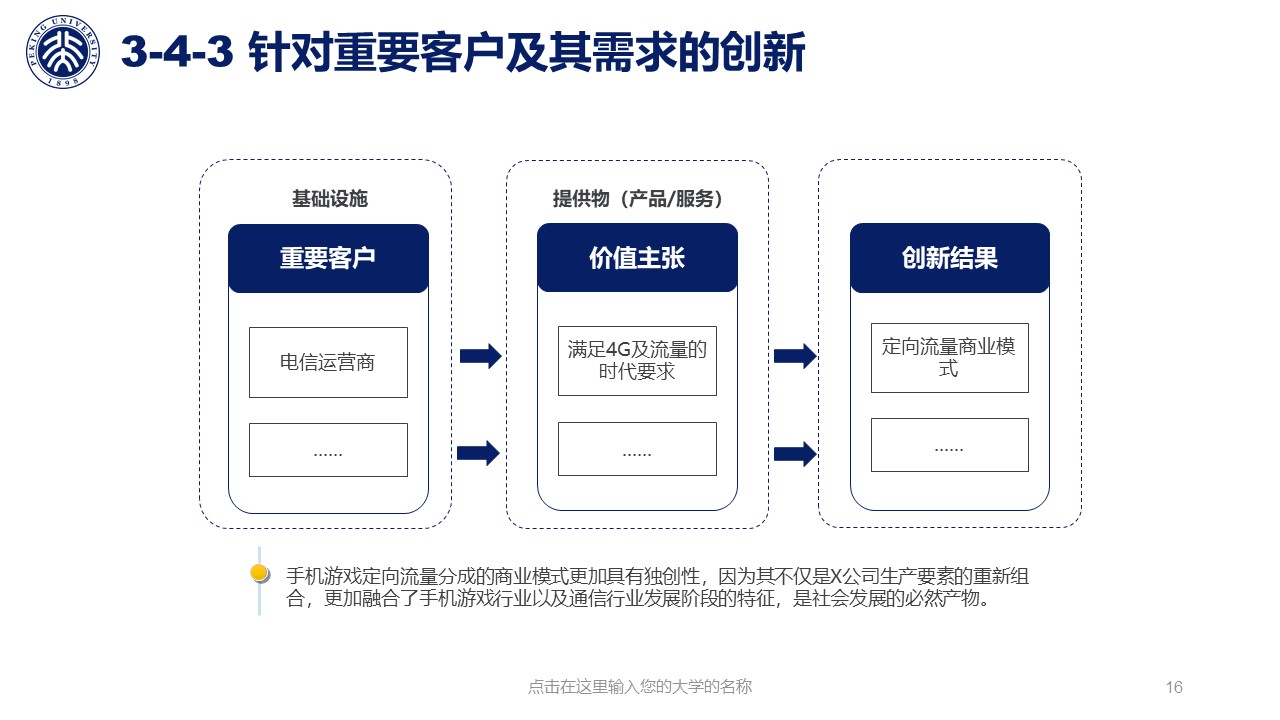 PEKING UNIVERSITY
1898
3-4-3 针对重要客户及其需求的创新
基础设施
重要客户
电信运营商
......
提供物（产品/服务）
价值主张
满足4G及流量的
时代要求
......
创新结果
定向流量商业模
式
......
手机游戏定向流量分成的商业模式更加具有独创性，因为其不仅是X公司生产要素的重新组
合，更加融合了手机游戏行业以及通信行业发展阶段的特征，是社会发展的必然产物。
点击在这里输入您的大学的名称
16